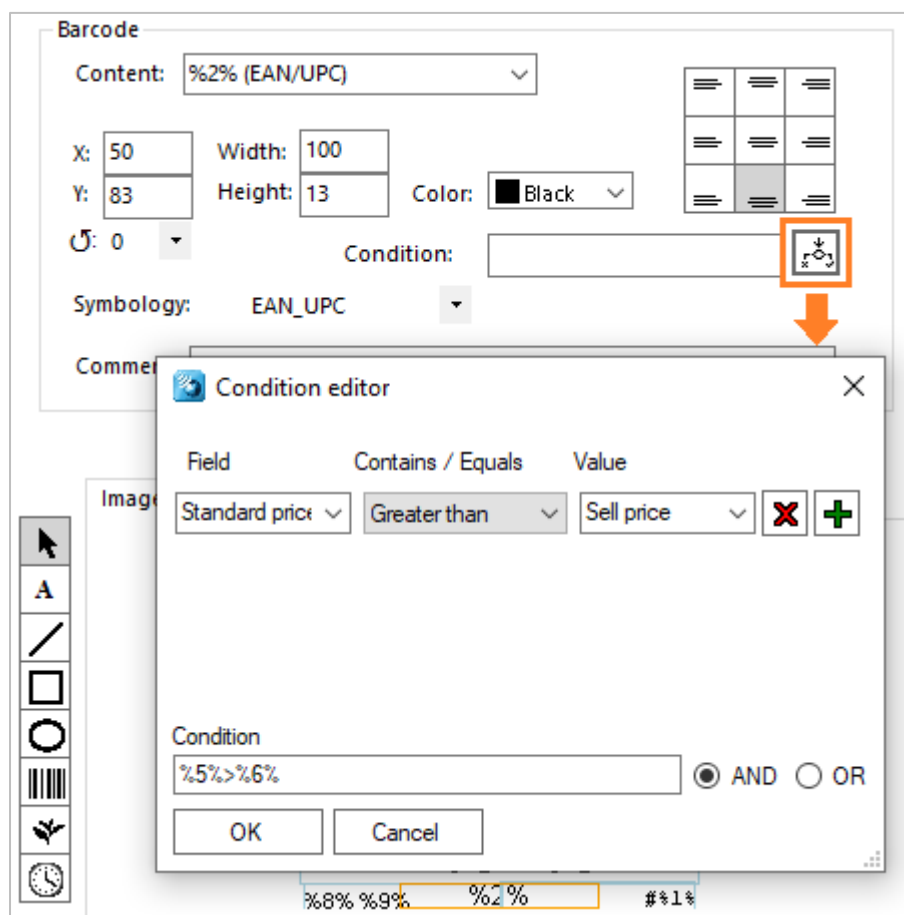 Barcode
Content: %2% (EAN/UPC)
X: 50 Width: 100
Y: 83 Height: 13 Color: Black
: 0 Condition:
Symbology: EAN_UPC
Commen
Condition editor
Field Contains / Equals Value
Image
Standard price Greater than Sell price
A
Condition
%5%>%6%
AND OR
OK Cancel
%8% %9% %2% #%1%